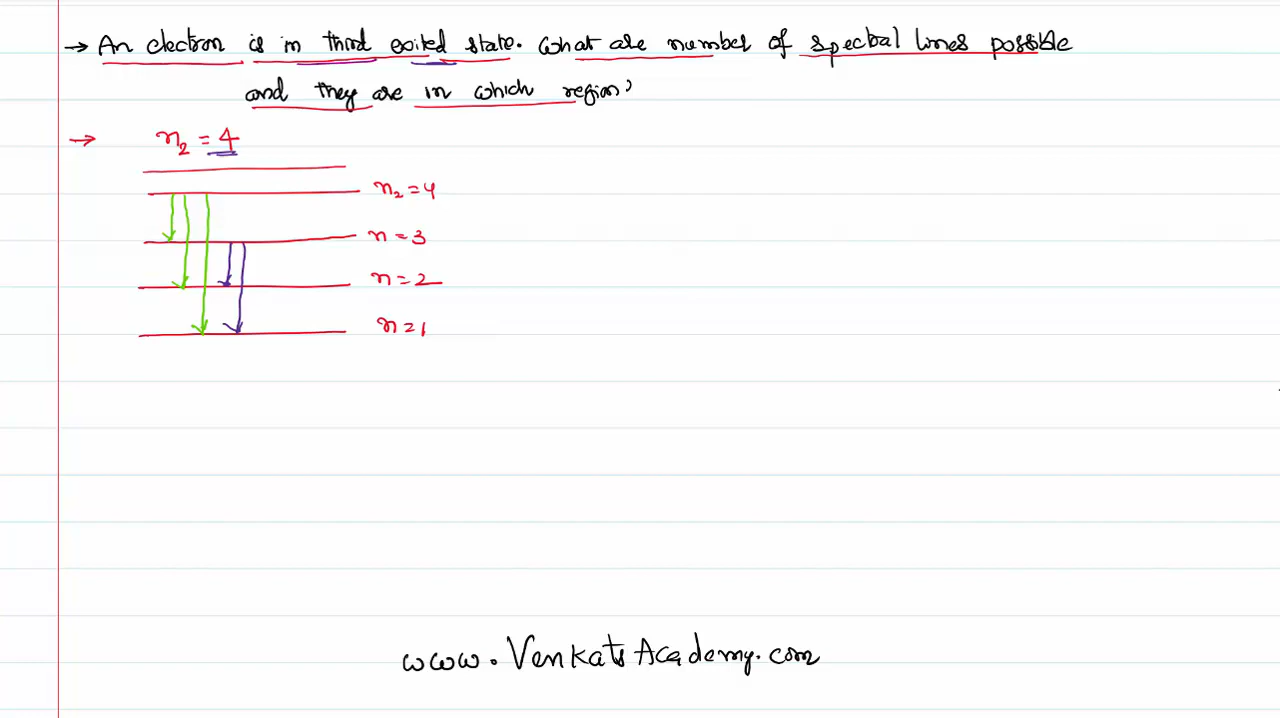 → An electron is in third exited state. What are number of spectral lines possible
and they are in which region?
→ n₂ = 4
n₂ = 4
n = 3
n = 2
n = 1
www.VenkatsAcademy.com